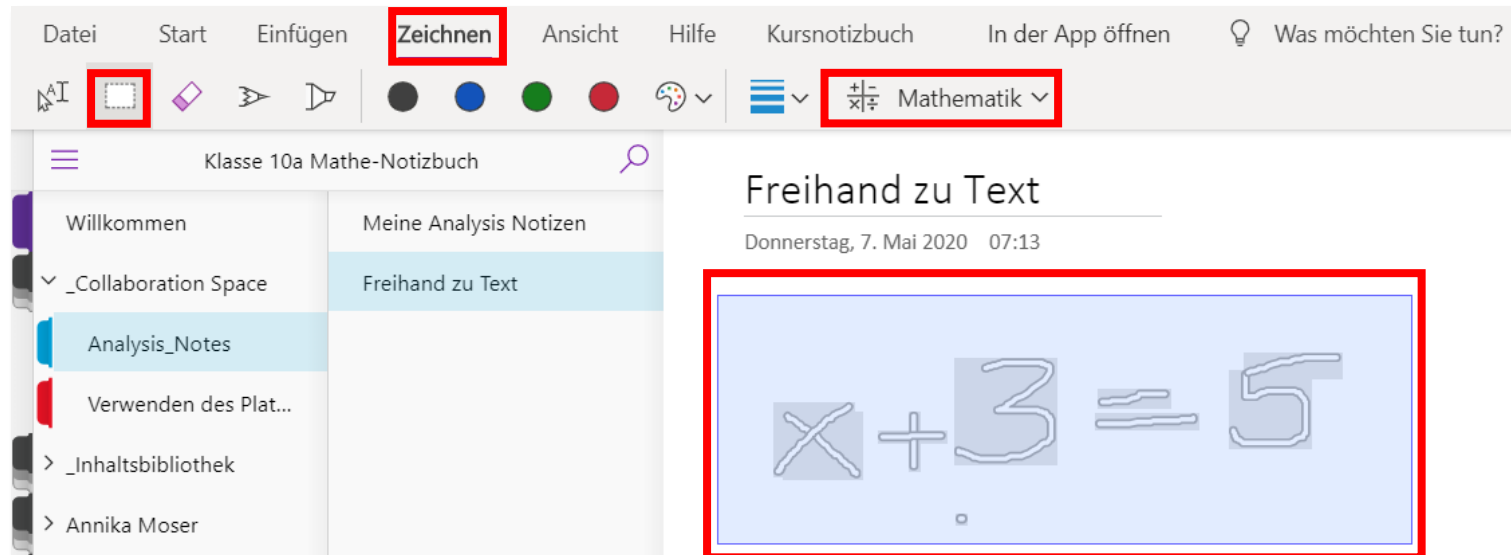 Datei Start Einfügen Zeichnen Ansicht Hilfe Kursnotizbuch In der App öffnen Was möchten Sie tun?
Mathematik
Klasse 10a Mathe-Notizbuch
Willkommen
_Collaboration Space
Analysis_Notes
Verwenden des Plat...
_Inhaltsbibliothek
Annika Moser
Meine Analysis Notizen
Freihand zu Text
Freihand zu Text
Donnerstag, 7. Mai 2020 07:13
x + 3 = 5